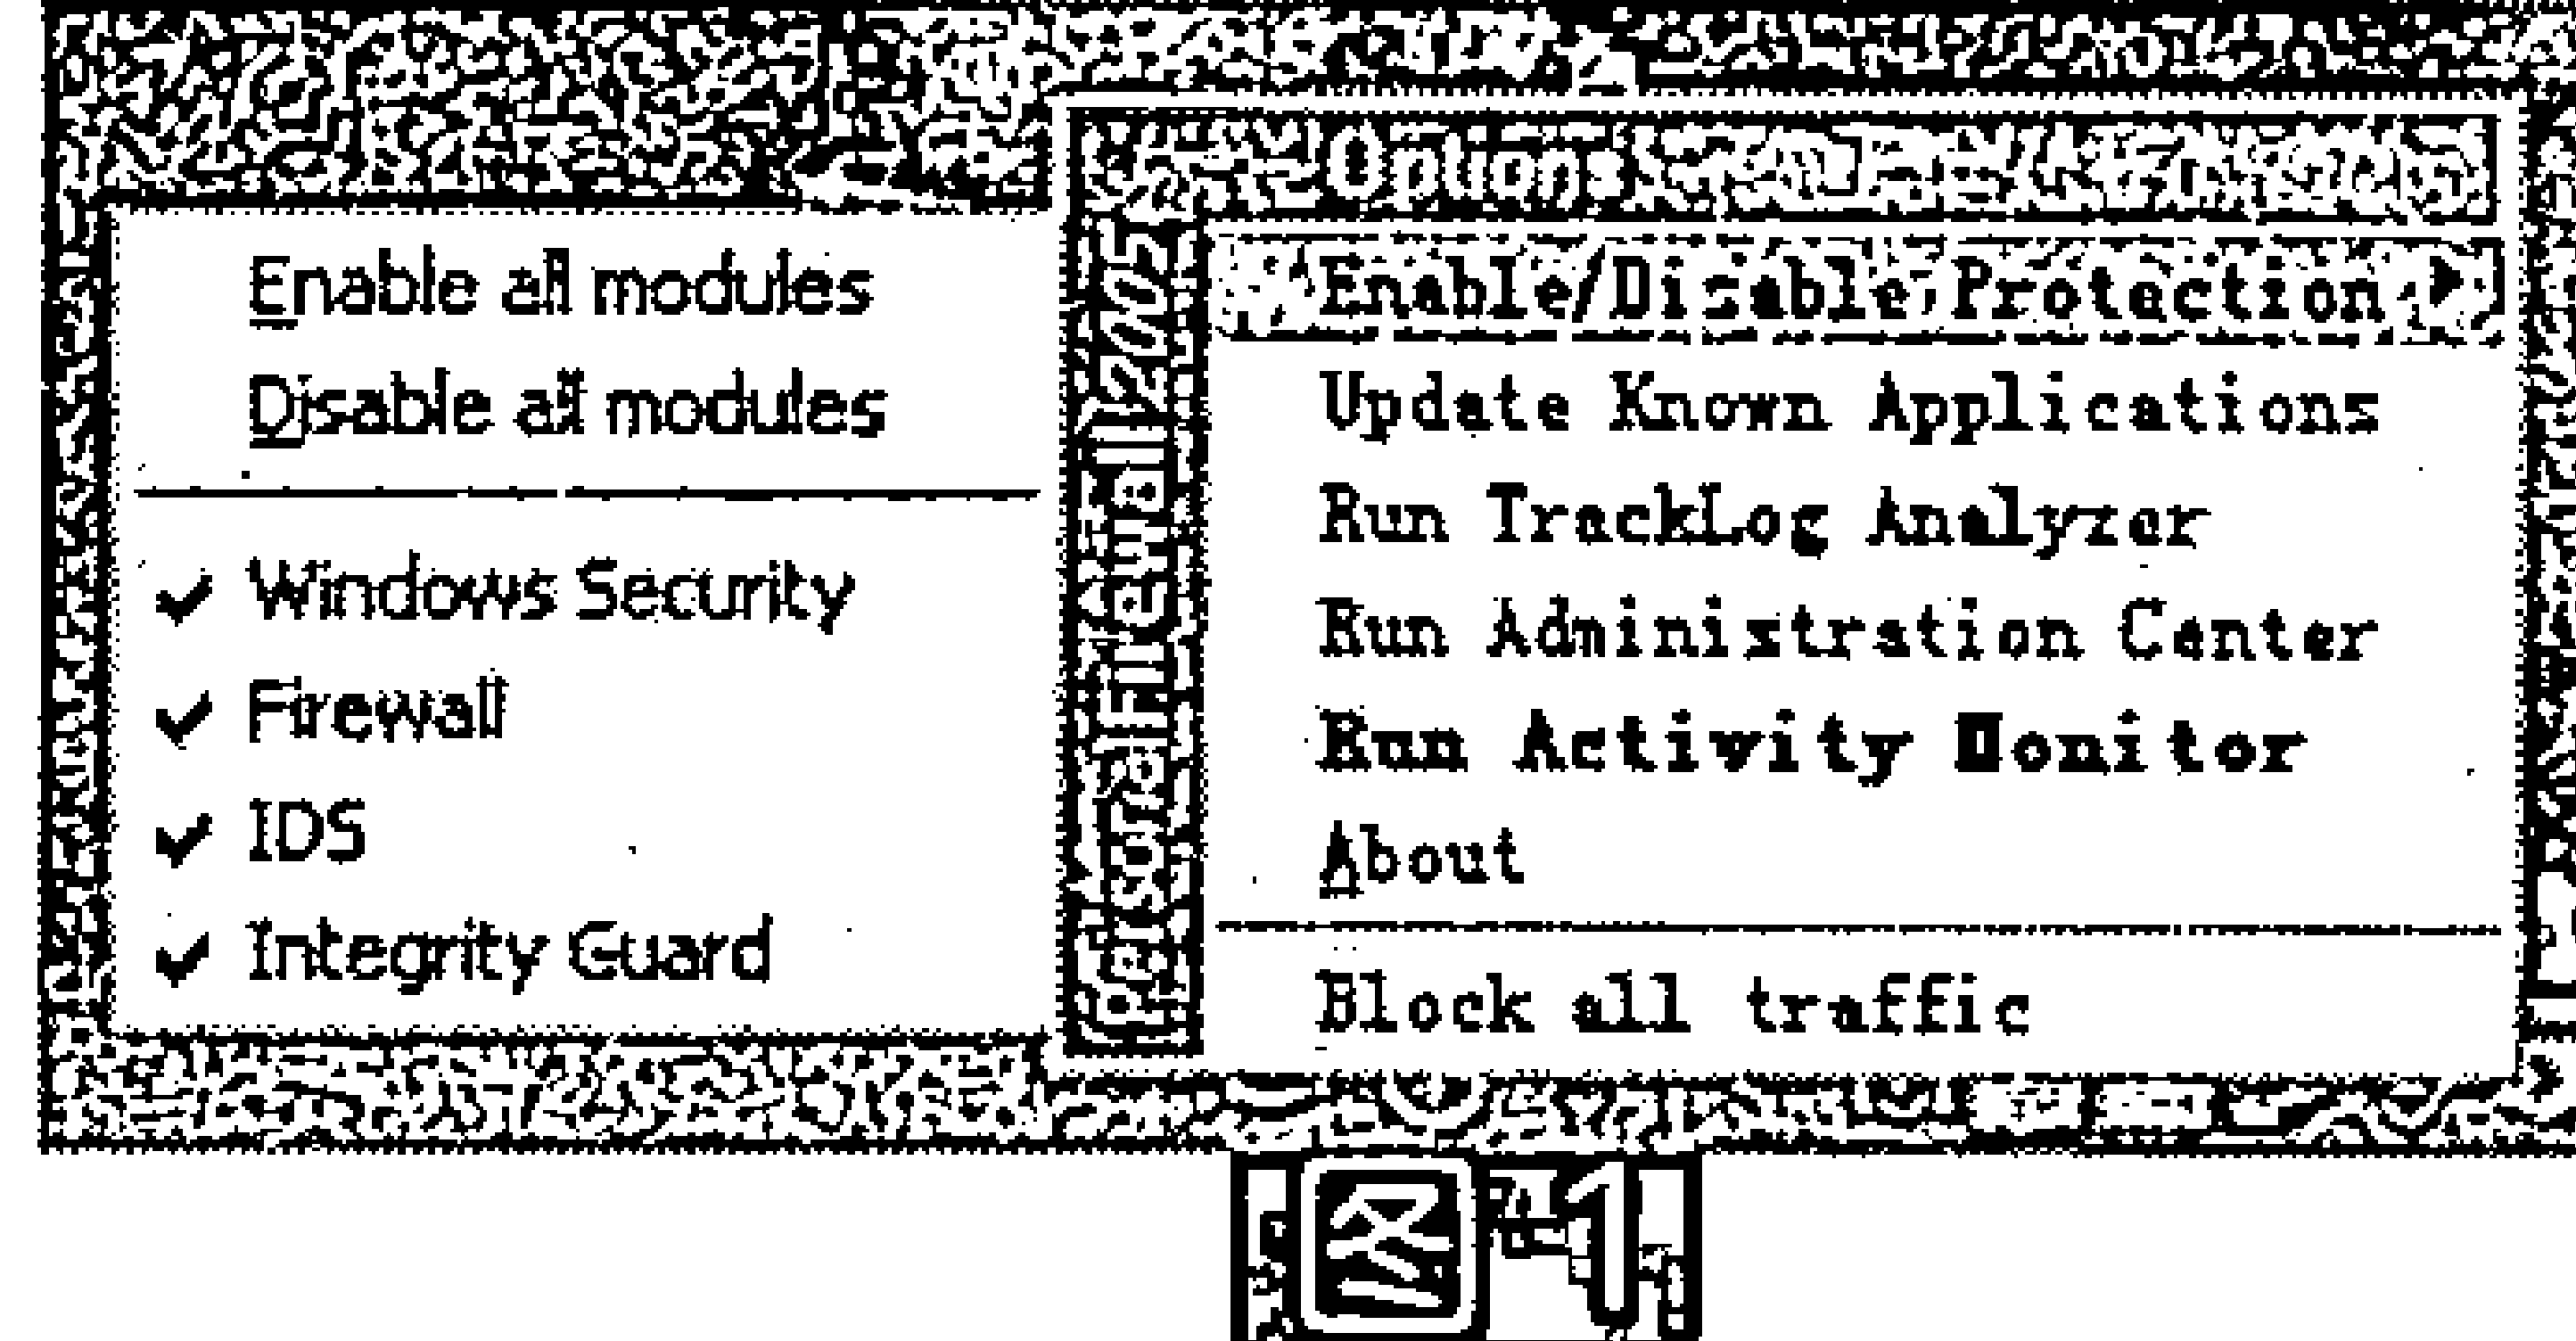 Options
Enable all modules
Disable all modules
Windows Security
Firewall
IDS
Integrity Guard
Enable/Disable Protection
Update Known Applications
Run TrackLog Analyzer
Run Administration Center
Run Activity Monitor
About
Block all traffic
图1